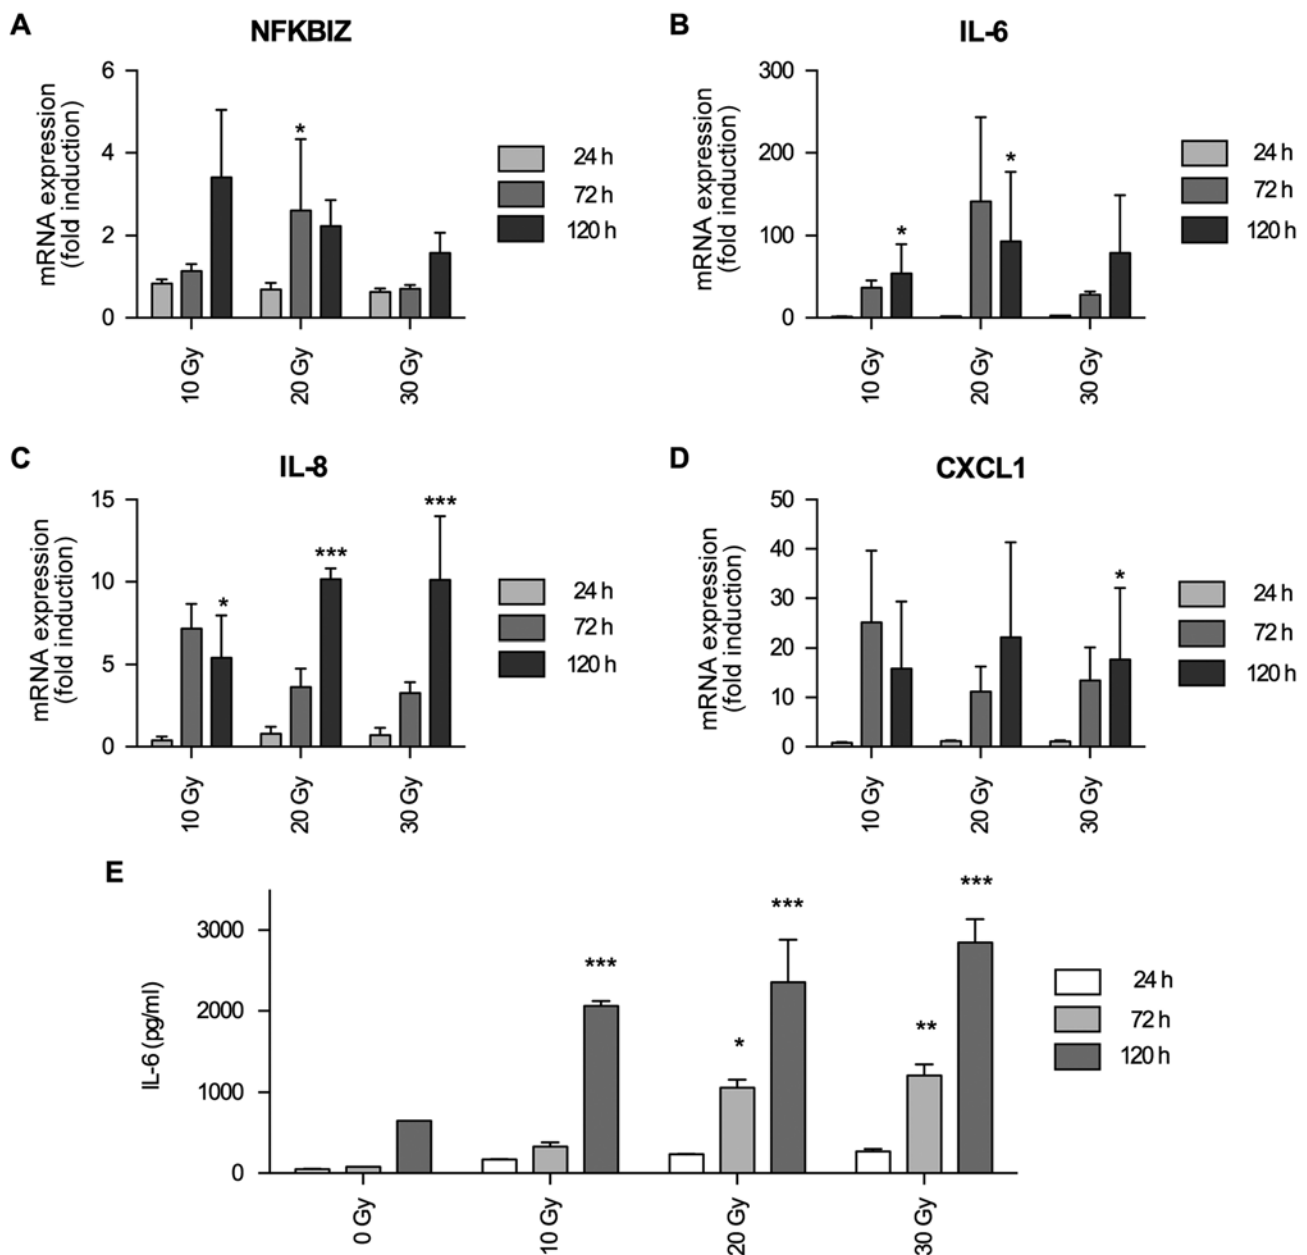 A
NFKBIZ
mRNA expression
(fold induction)
6
4
2
0
*
10 Gy
20 Gy
30 Gy
24 h
72 h
120 h
B
IL-6
mRNA expression
(fold induction)
300
200
100
0
*
*
10 Gy
20 Gy
30 Gy
24 h
72 h
120 h
C
IL-8
mRNA expression
(fold induction)
15
10
5
0
*
***
***
10 Gy
20 Gy
30 Gy
24 h
72 h
120 h
D
CXCL1
mRNA expression
(fold induction)
50
40
30
20
10
0
*
10 Gy
20 Gy
30 Gy
24 h
72 h
120 h
E
IL-6 (pg/ml)
3000
2000
1000
0
***
*
***
**
***
0 Gy
10 Gy
20 Gy
30 Gy
24 h
72 h
120 h